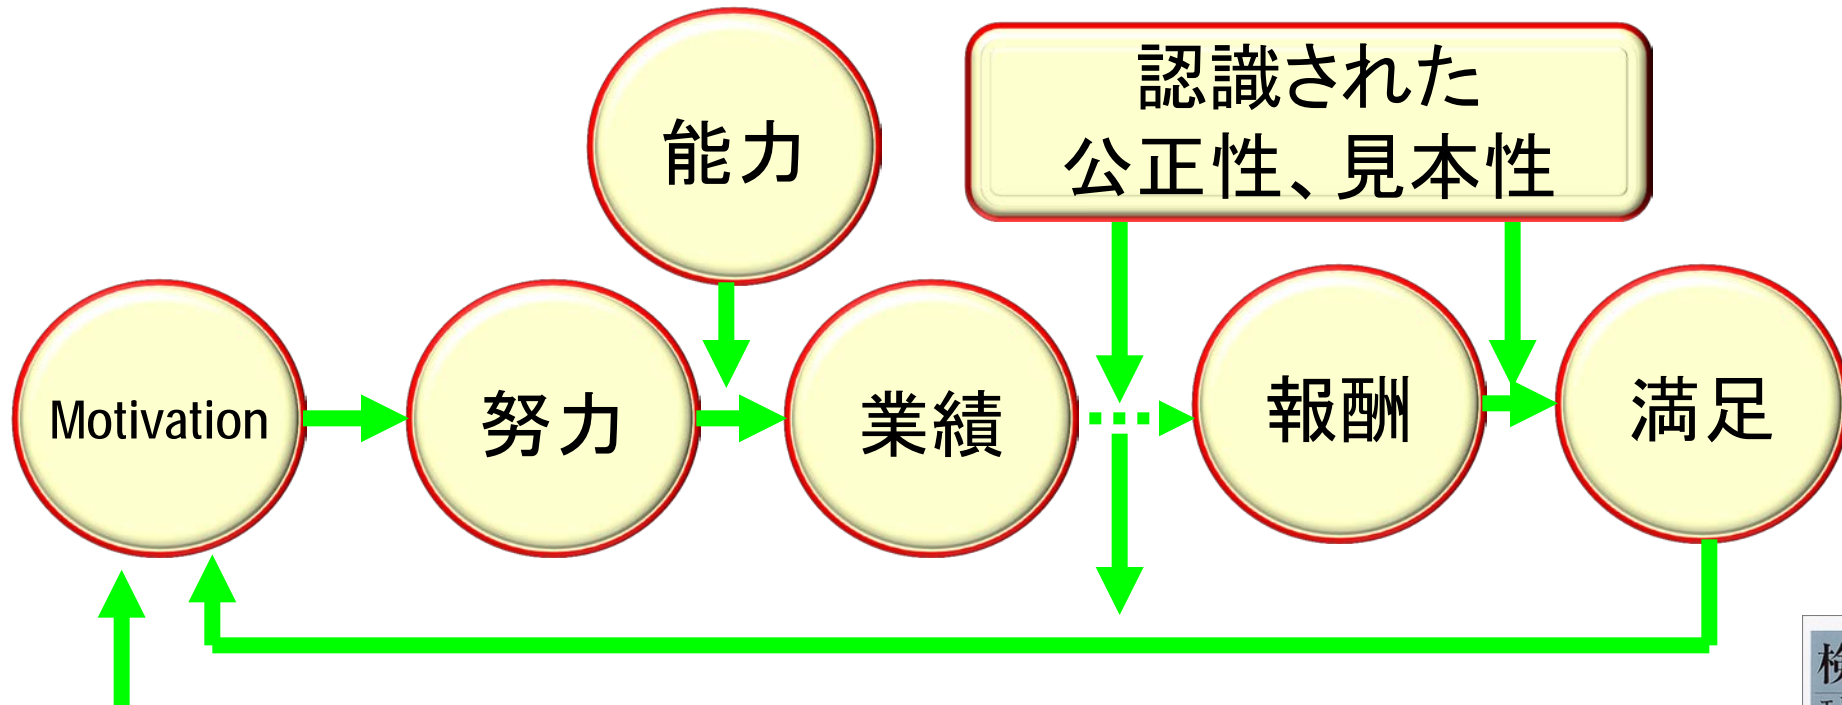 能力
認識された
公正性、見本性
Motivation
努力
業績
報酬
満足